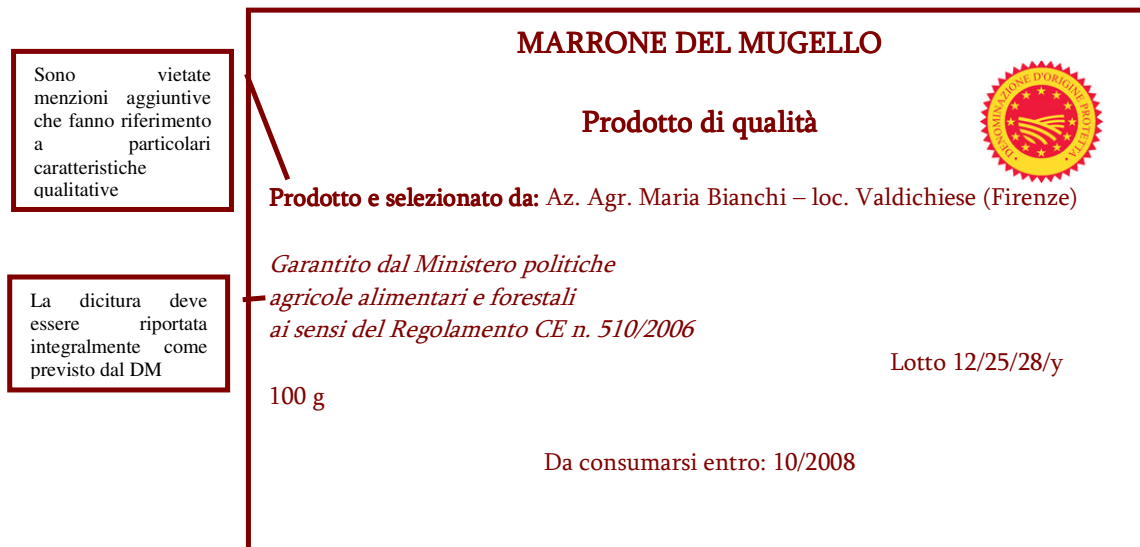 MARRONE DEL MUGELLO
Sono vietate
menzioni aggiuntive
che fanno riferimento
a particolari
caratteristiche
qualitative
Prodotto di qualità
DENOMINAZIONE D'ORIGINE PROTETTA
Prodotto e selezionato da: Az. Agr. Maria Bianchi – loc. Valdichiese (Firenze)
Garantito dal Ministero politiche
agricole alimentari e forestali
ai sensi del Regolamento CE n. 510/2006
La dicitura deve
essere riportata
integralmente come
previsto dal DM
Lotto 12/25/28/y
100 g
Da consumarsi entro: 10/2008